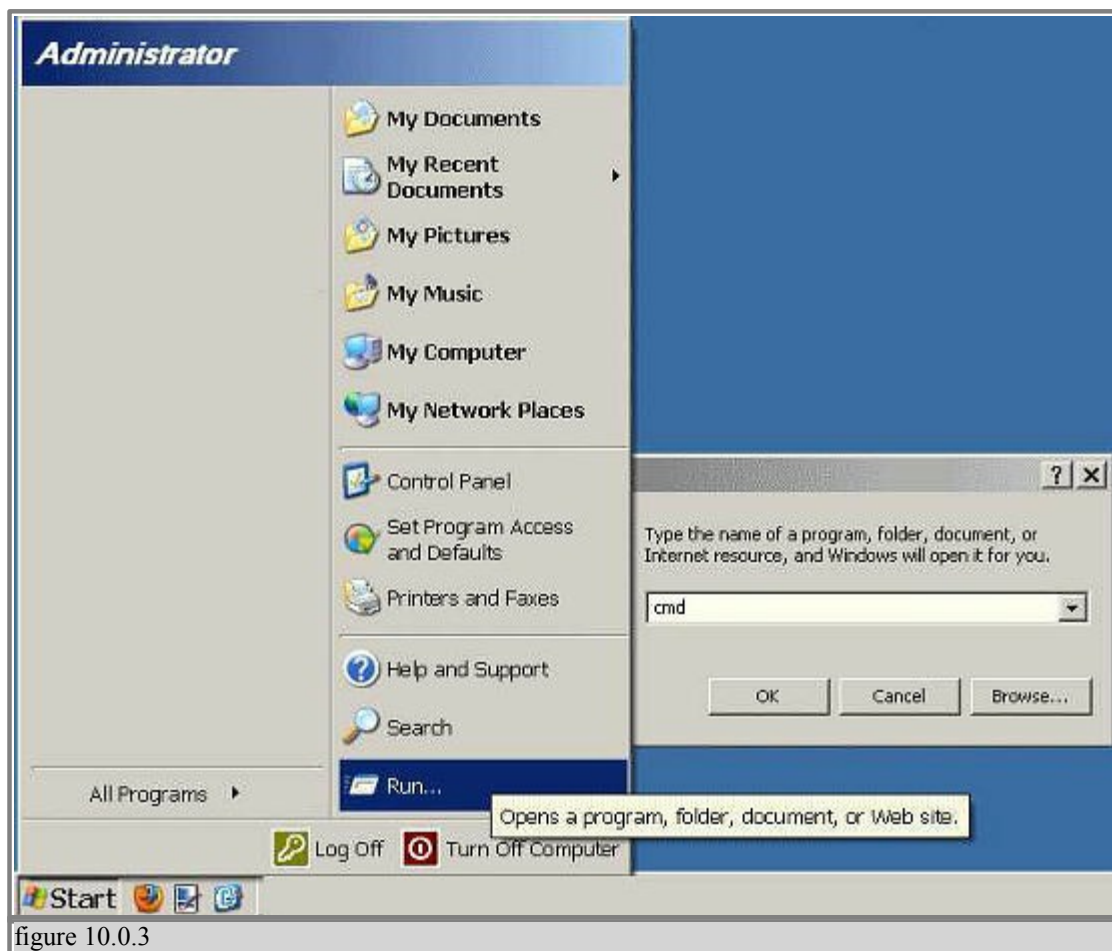 Administrator
My Documents
My Recent
Documents
My Pictures
My Music
My Computer
My Network Places
Control Panel
Set Program Access
and Defaults
Printers and Faxes
Help and Support
Search
Run...
All Programs
Log Off
Turn Off Computer
Start
Opens a program, folder, document, or Web site.
?
Type the name of a program, folder, document, or
Internet resource, and Windows will open it for you.
cmd
OK
Cancel
Browse...
figure 10.0.3